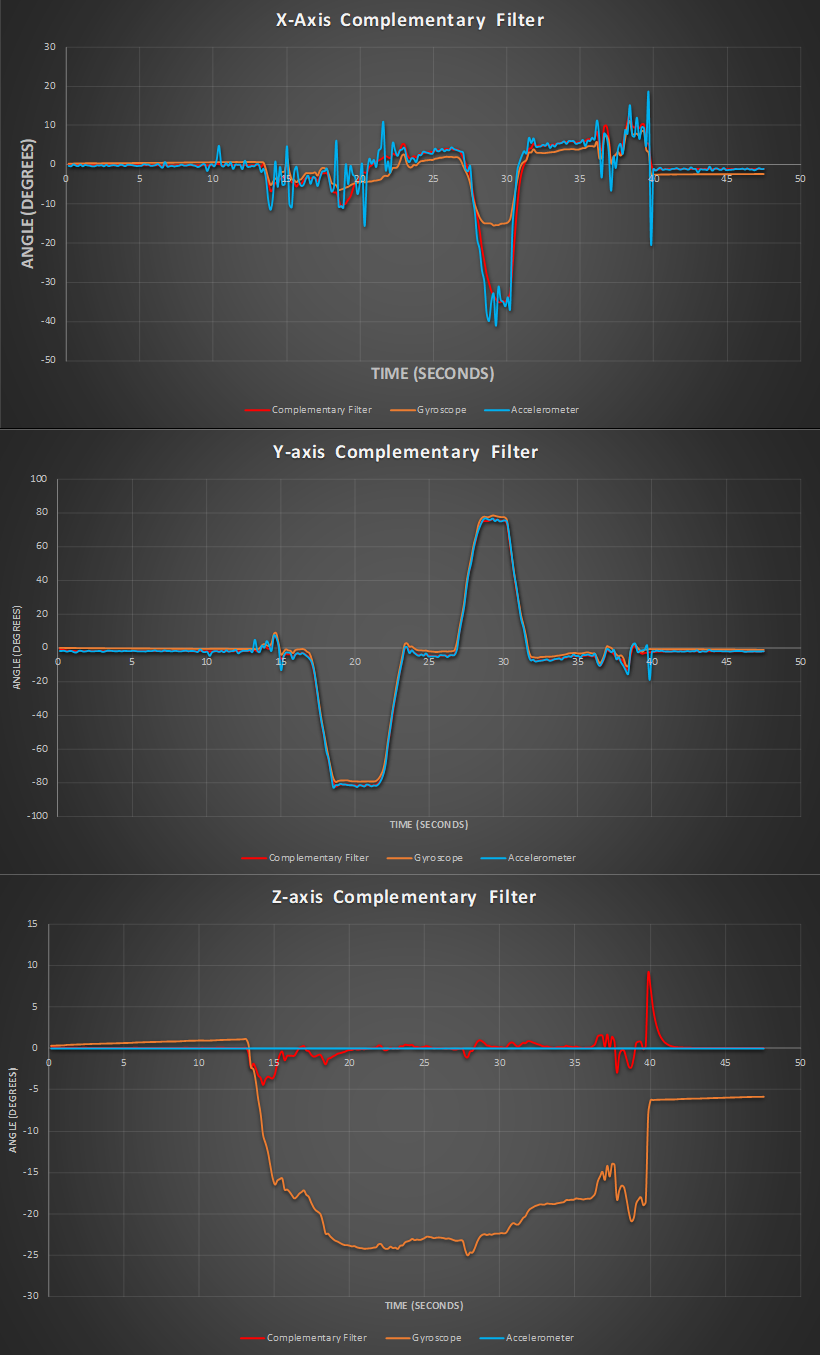 X-Axis Complementary Filter
30
20
10
0
-10
-20
-30
-40
-50
0 5 10 15 20 25 30 35 40 45 50
ANGLE (DEGREES)
TIME (SECONDS)
Complementary Filter Gyroscope Accelerometer
Y-axis Complementary Filter
100
80
60
40
20
0
-20
-40
-60
-80
-100
0 5 10 15 20 25 30 35 40 45 50
ANGLE (DEGREES)
TIME (SECONDS)
Complementary Filter Gyroscope Accelerometer
Z-axis Complementary Filter
15
10
5
0
-5
-10
-15
-20
-25
-30
0 5 10 15 20 25 30 35 40 45 50
ANGLE (DEGREES)
TIME (SECONDS)
Complementary Filter Gyroscope Accelerometer